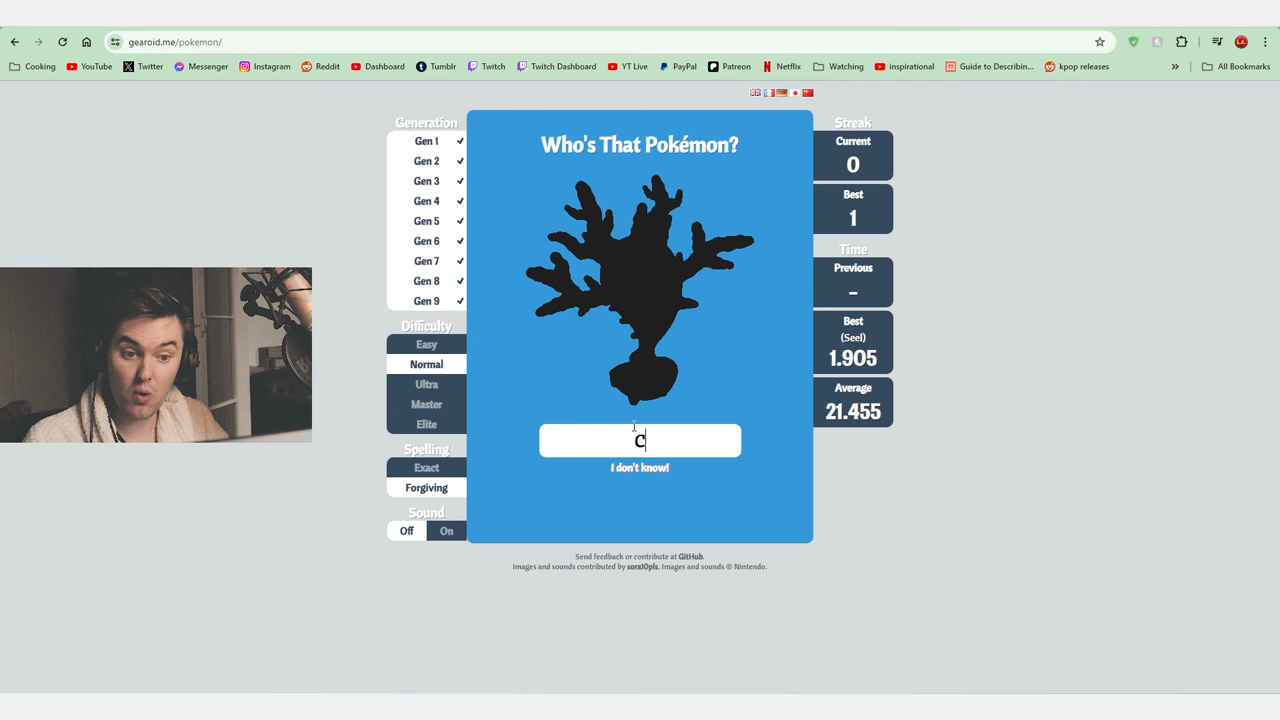 gearoid.me/pokemon/
Cooking YouTube Twitter Messenger Instagram Reddit Dashboard Tumblr Twitch Twitch Dashboard YT Live PayPal Patreon Netflix Watching inspirational Guide to Describin... kpop releases » All Bookmarks
Generation
Gen 1 ✓
Gen 2 ✓
Gen 3 ✓
Gen 4 ✓
Gen 5 ✓
Gen 6 ✓
Gen 7 ✓
Gen 8 ✓
Gen 9 ✓
Difficulty
Easy
Normal
Ultra
Master
Elite
Spelling
Exact
Forgiving
Sound
Off On
Who's That Pokémon?
C
I don't know!
Streak
Current
0
Best
1
Time
Previous
–
Best
(Seel)
1.905
Average
21.455
Send feedback or contribute at GitHub.
Images and sounds contributed by sora10pls. Images and sounds © Nintendo.